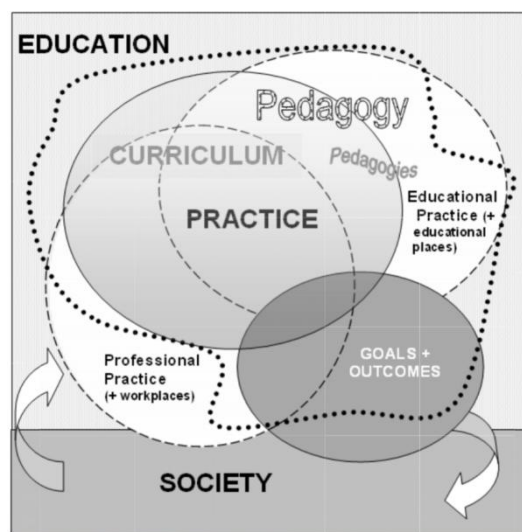 EDUCATION
Pedagogy
CURRICULUM
Pedagogies
PRACTICE
Educational
Practice (+
educational
places)
Professional
Practice
(+ workplaces)
GOALS +
OUTCOMES
SOCIETY